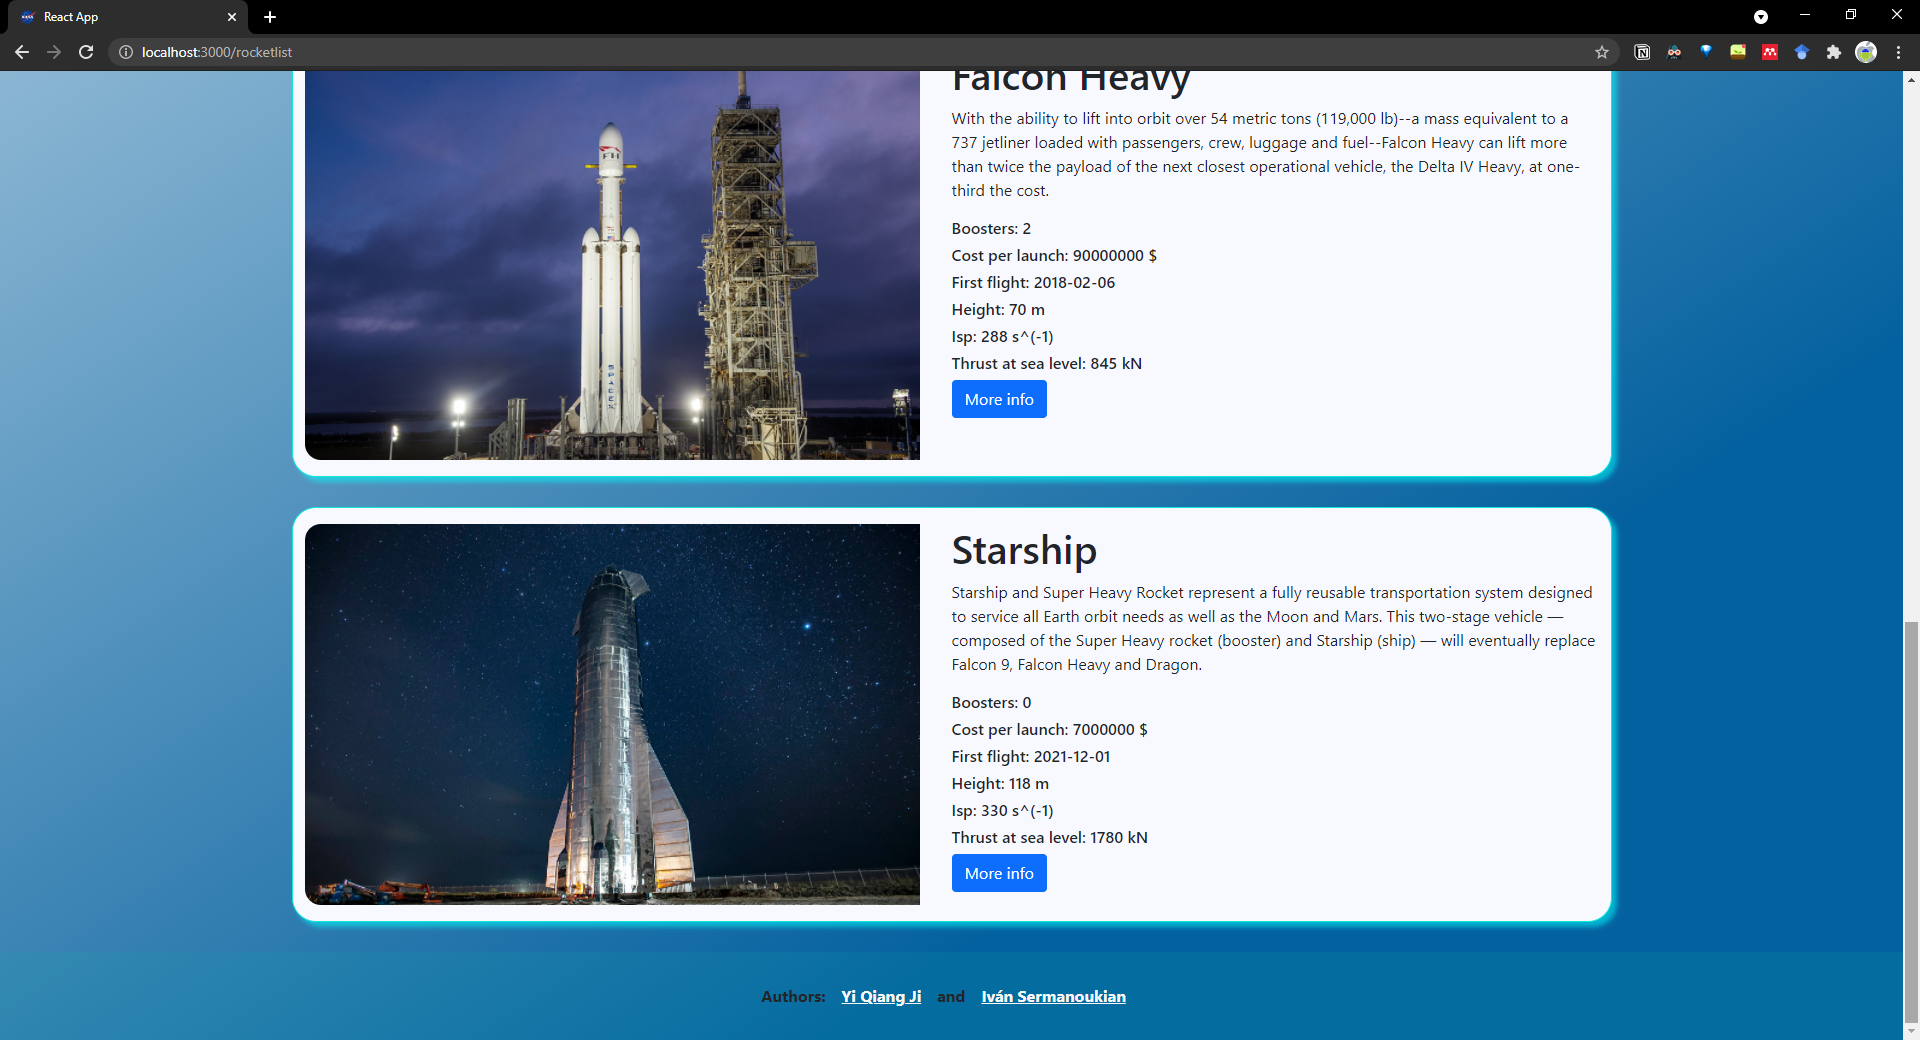 React App
localhost:3000/rocketlist
Falcon Heavy
With the ability to lift into orbit over 54 metric tons (119,000 lb)--a mass equivalent to a
737 jetliner loaded with passengers, crew, luggage and fuel--Falcon Heavy can lift more
than twice the payload of the next closest operational vehicle, the Delta IV Heavy, at one-
third the cost.
Boosters: 2
Cost per launch: 90000000 $
First flight: 2018-02-06
Height: 70 m
Isp: 288 s^(-1)
Thrust at sea level: 845 kN
More info
FH
SPACEX
Starship
Starship and Super Heavy Rocket represent a fully reusable transportation system designed
to service all Earth orbit needs as well as the Moon and Mars. This two-stage vehicle —
composed of the Super Heavy rocket (booster) and Starship (ship) — will eventually replace
Falcon 9, Falcon Heavy and Dragon.
Boosters: 0
Cost per launch: 7000000 $
First flight: 2021-12-01
Height: 118 m
Isp: 330 s^(-1)
Thrust at sea level: 1780 kN
More info
Authors: Yi Qiang Ji and Iván Sermanoukian